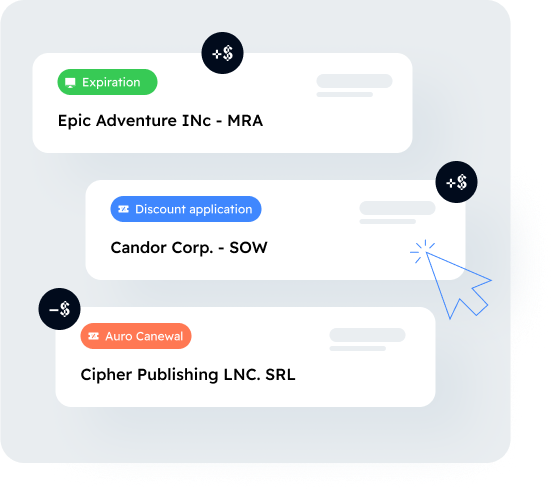 +$
Expiration
Epic Adventure INc - MRA
+$
Discount application
Candor Corp. - SOW
-$
Auro Canewal
Cipher Publishing LNC. SRL